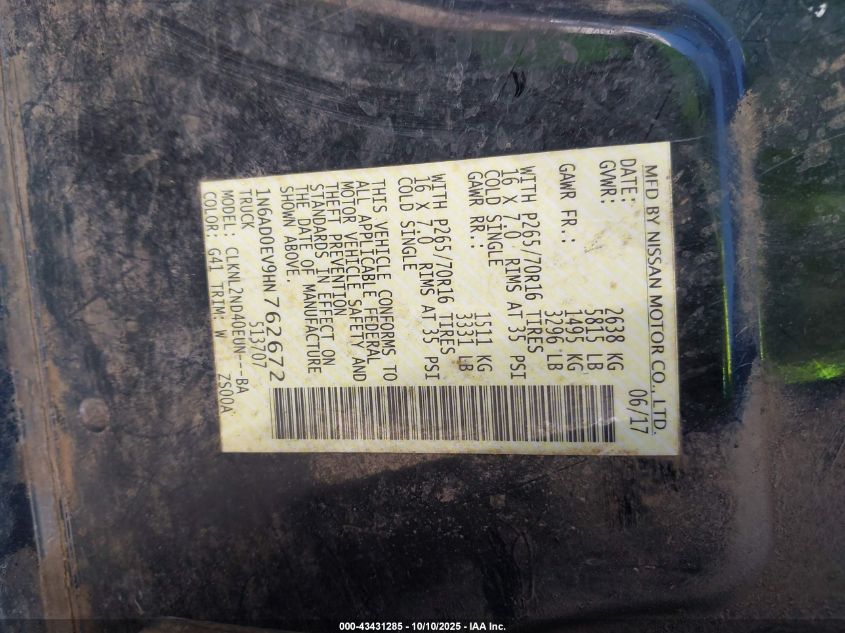 MFD BY NISSAN MOTOR CO., LTD.
DATE: 06/17
GVWR: 2638 KG
5815 LB
GAWR FR.: 1495 KG
3296 LB
WITH P265/70R16 TIRES
16 X 7.0 RIMS AT 35 PSI
COLD SINGLE
GAWR RR.: 1511 KG
3331 LB
WITH P265/70R16 TIRES
16 X 7.0 RIMS AT 35 PSI
COLD SINGLE
THIS VEHICLE CONFORMS TO
ALL APPLICABLE FEDERAL
MOTOR VEHICLE SAFETY AND
THEFT PREVENTION
STANDARDS IN EFFECT ON
THE DATE OF MANUFACTURE
SHOWN ABOVE.
1N6AD0EV9HN762672
TRUCK 513707
MODEL: CLKNL2ND40EUN---BA
COLOR: G41 TRIM: W ZS00A
000-43431285 - 10/10/2025 - IAA Inc.